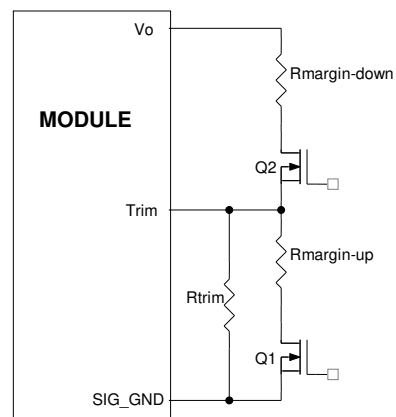 Vo
Rmargin-down
MODULE
Q2
Trim
Rmargin-up
Rtrim
Q1
SIG_GND